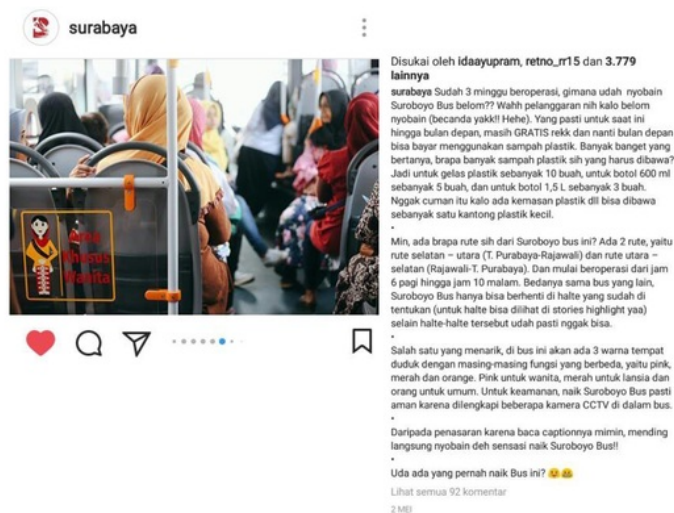 surabaya
Area
Khusus
Wanita
Disukai oleh idaayupram, retno_rr15 dan 3.779
lainnya
surabaya Sudah 3 minggu beroperasi, gimana udah nyobain
Suroboyo Bus belom?? Wahh pelanggaran nih kalo belom
nyobain (becanda yakk!! Hehe). Yang pasti untuk saat ini
hingga bulan depan, masih GRATIS rekk dan nanti bulan depan
bisa bayar menggunakan sampah plastik. Banyak banget yang
bertanya, brapa banyak sampah plastik sih yang harus dibawa?
Jadi untuk gelas plastik sebanyak 10 buah, untuk botol 600 ml
sebanyak 5 buah, dan untuk botol 1,5 L sebanyak 3 buah.
Nggak cuman itu kalo ada kemasan plastik dll bisa dibawa
sebanyak satu kantong plastik kecil.
•
Min, ada brapa rute sih dari Suroboyo bus ini? Ada 2 rute, yaitu
rute selatan – utara (T. Purabaya-Rajawali) dan rute utara –
selatan (Rajawali-T. Purabaya). Dan mulai beroperasi dari jam
6 pagi hingga jam 10 malam. Bedanya sama bus yang lain,
Suroboyo Bus hanya bisa berhenti di halte yang sudah di
tentukan (untuk halte bisa dilihat di stories highlight yaa)
selain halte-halte tersebut udah pasti nggak bisa.
•
Salah satu yang menarik, di bus ini akan ada 3 warna tempat
duduk dengan masing-masing fungsi yang berbeda, yaitu pink,
merah dan orange. Pink untuk wanita, merah untuk lansia dan
orang untuk umum. Untuk keamanan, naik Suroboyo Bus pasti
aman karena dilengkapi beberapa kamera CCTV di dalam bus.
•
Daripada penasaran karena baca captionnya mimin, mending
langsung nyobain deh sensasi naik Suroboyo Bus!!
•
Uda ada yang pernah naik Bus ini?
Lihat semua 92 komentar
2 MEI